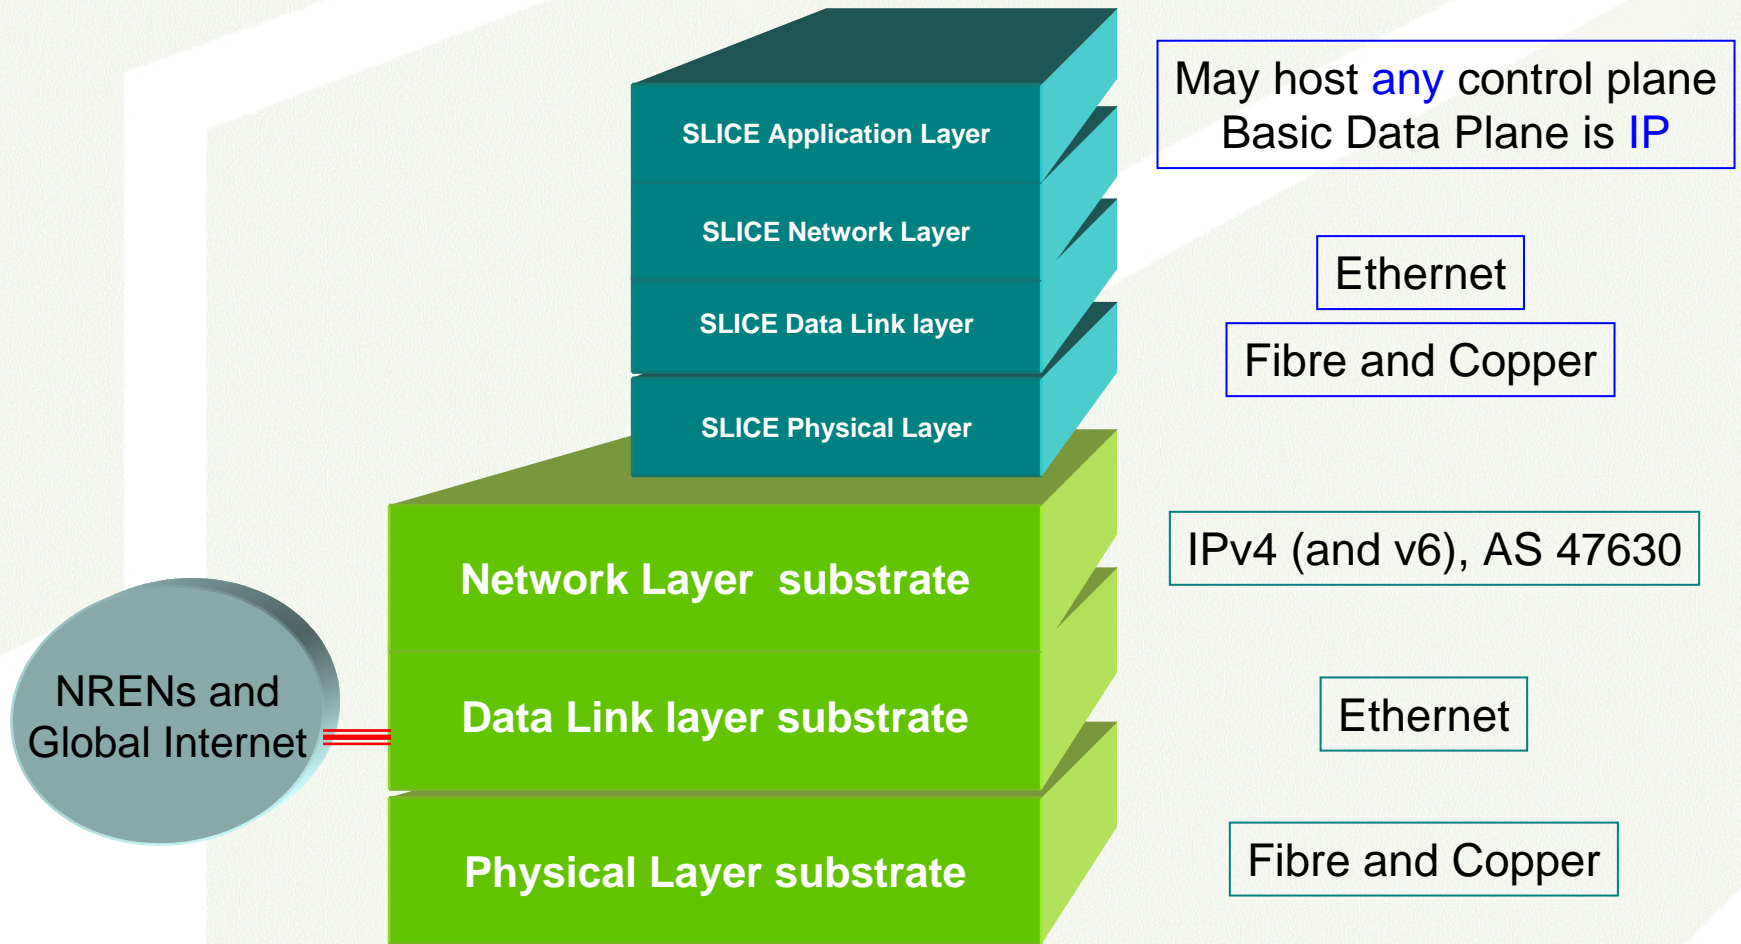 SLICE Application Layer
May host any control plane
Basic Data Plane is IP
SLICE Network Layer
Ethernet
SLICE Data Link layer
Fibre and Copper
SLICE Physical Layer
Network Layer  substrate
IPv4 (and v6), AS 47630
NRENs and
Global Internet
Data Link layer substrate
Ethernet
Physical Layer substrate
Fibre and Copper